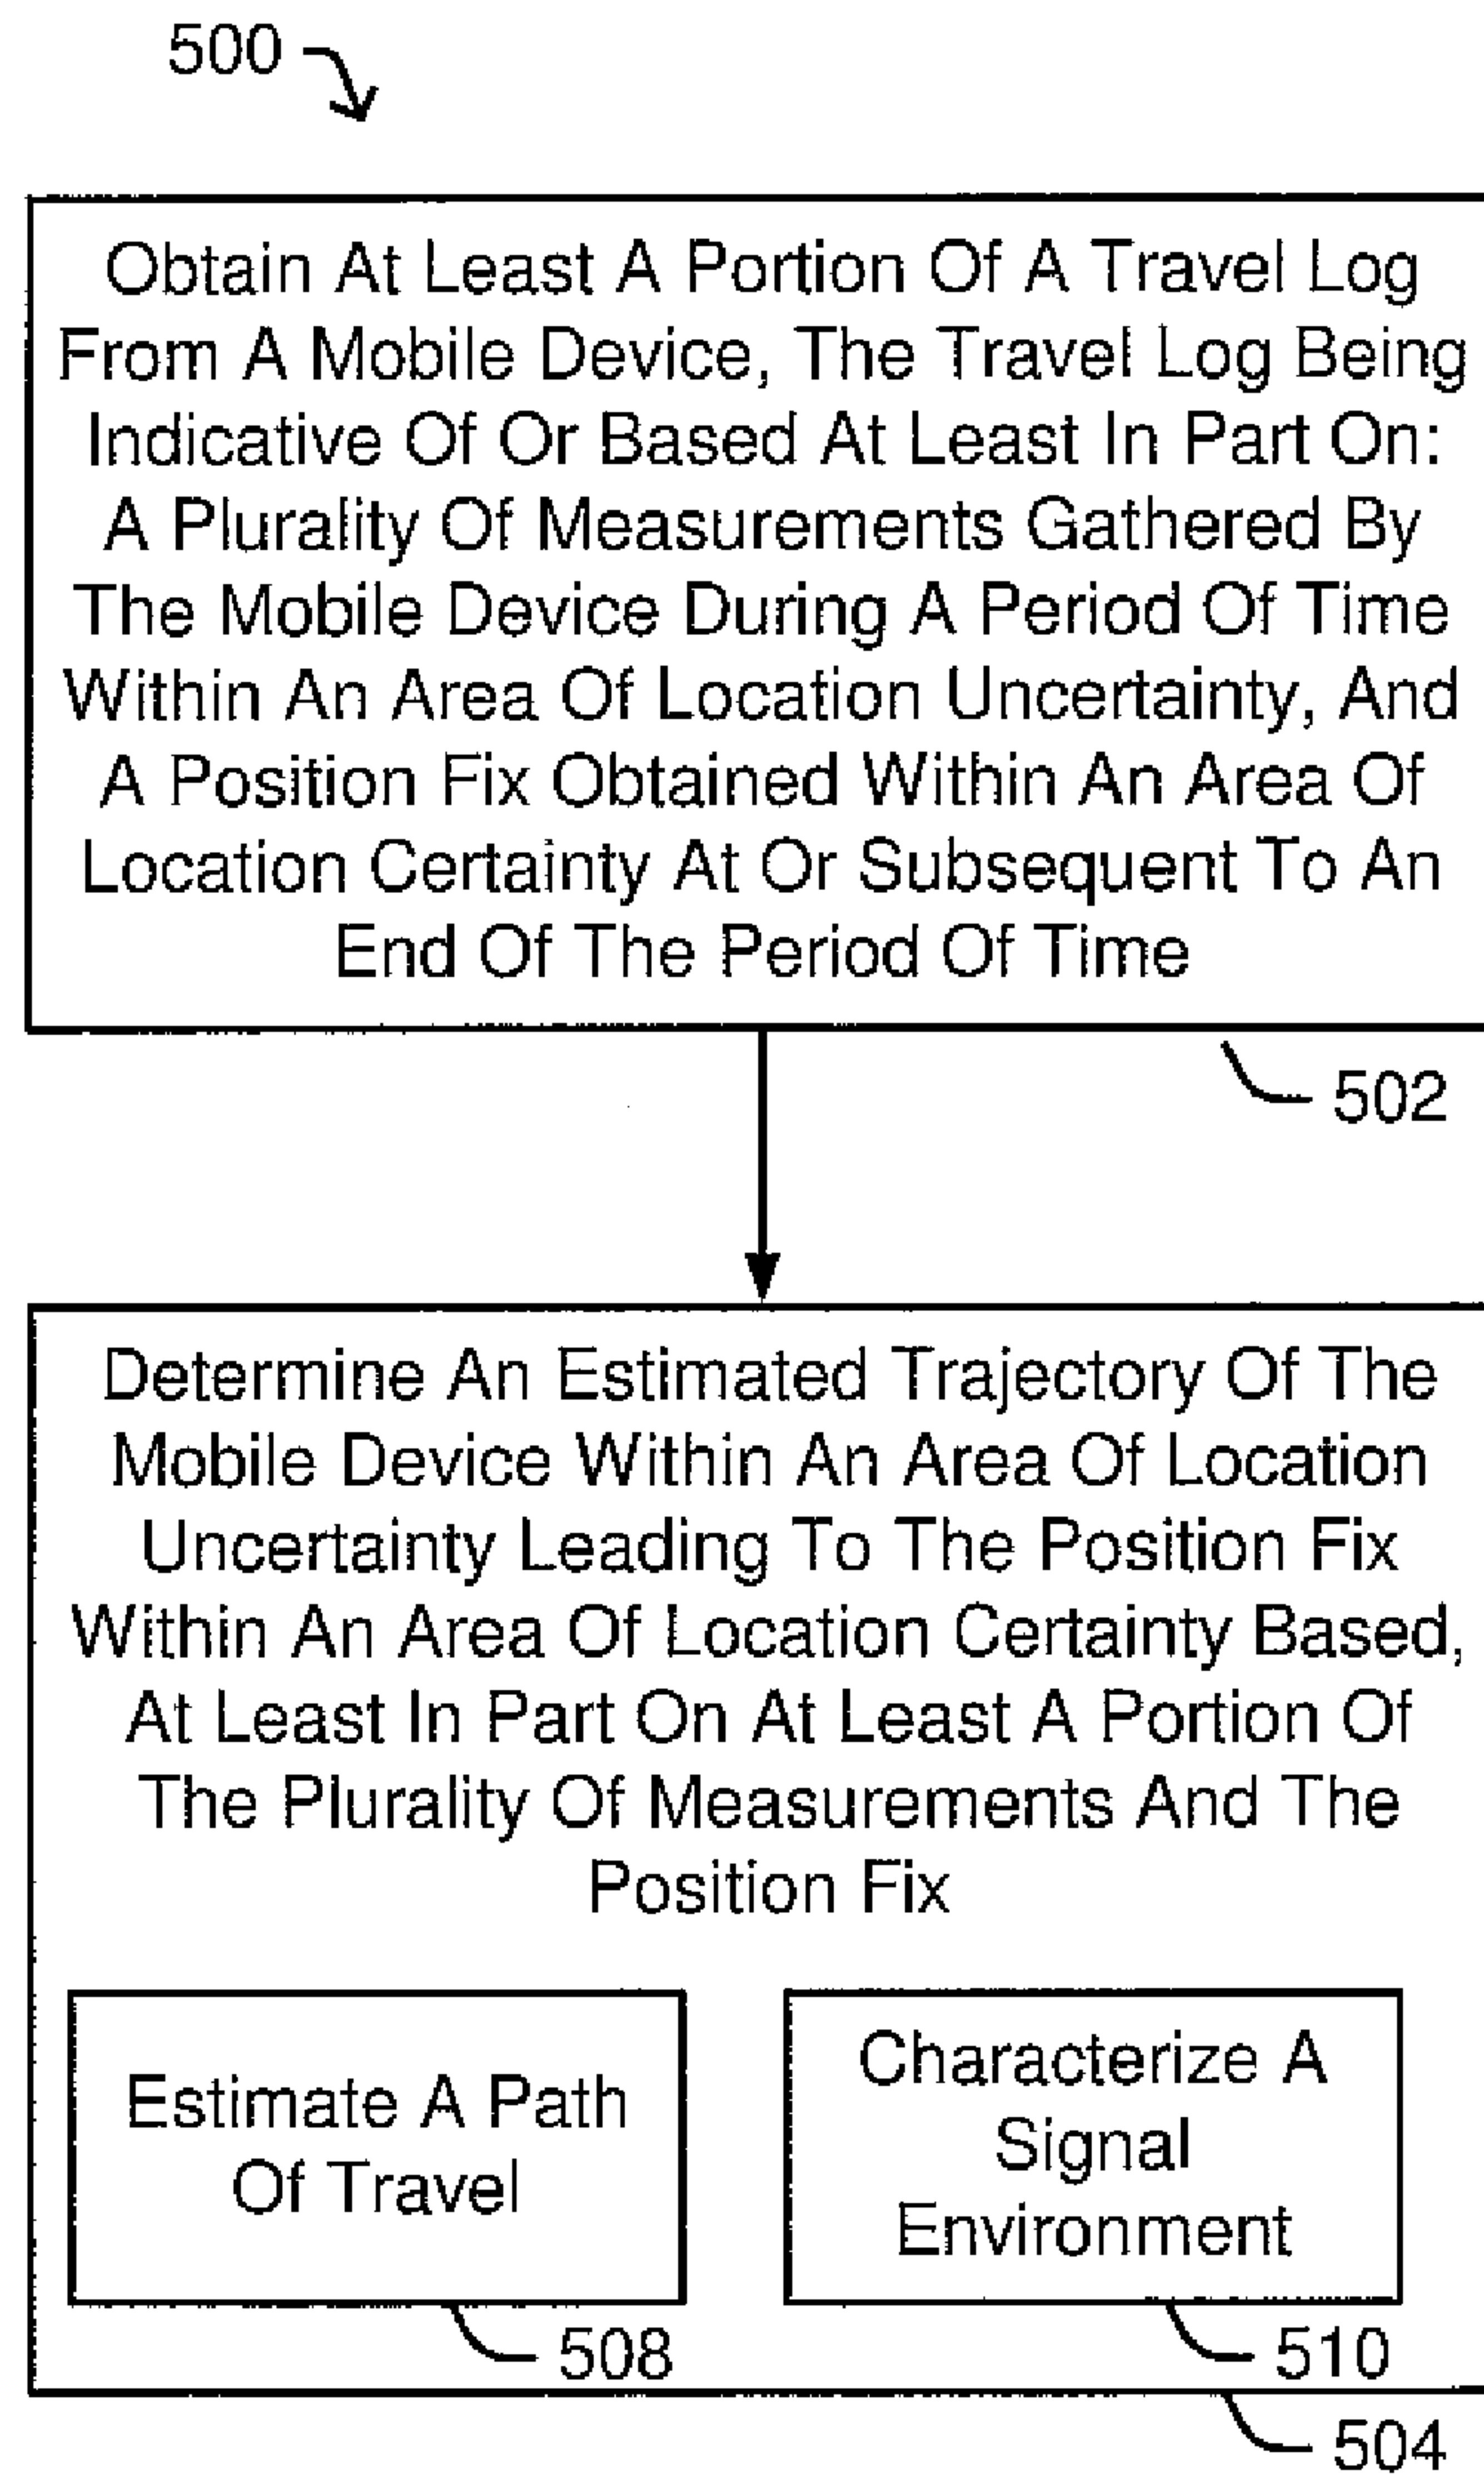 500
Obtain At Least A Portion Of A Travel Log
From A Mobile Device, The Travel Log Being
Indicative Of Or Based At Least In Part On:
A Plurality Of Measurements Gathered By
The Mobile Device During A Period Of Time
Within An Area Of Location Uncertainty, And
A Position Fix Obtained Within An Area Of
Location Certainty At Or Subsequent To An
End Of The Period Of Time
502
Determine An Estimated Trajectory Of The
Mobile Device Within An Area Of Location
Uncertainty Leading To The Position Fix
Within An Area Of Location Certainty Based,
At Least In Part On At Least A Portion Of
The Plurality Of Measurements And The
Position Fix
Estimate A Path
Of Travel
508
Characterize A
Signal
Environment
510
504